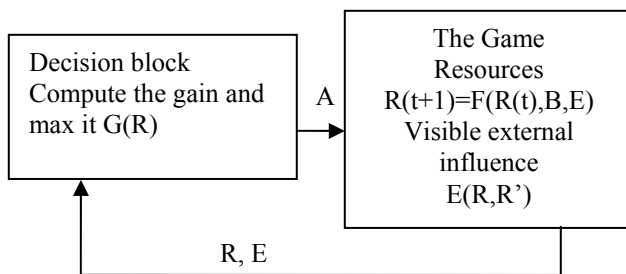 Decision block
Compute the gain and
max it G(R)
A
The Game
Resources
R(t+1)=F(R(t),B,E)
Visible external
influence
E(R,R’)
R, E